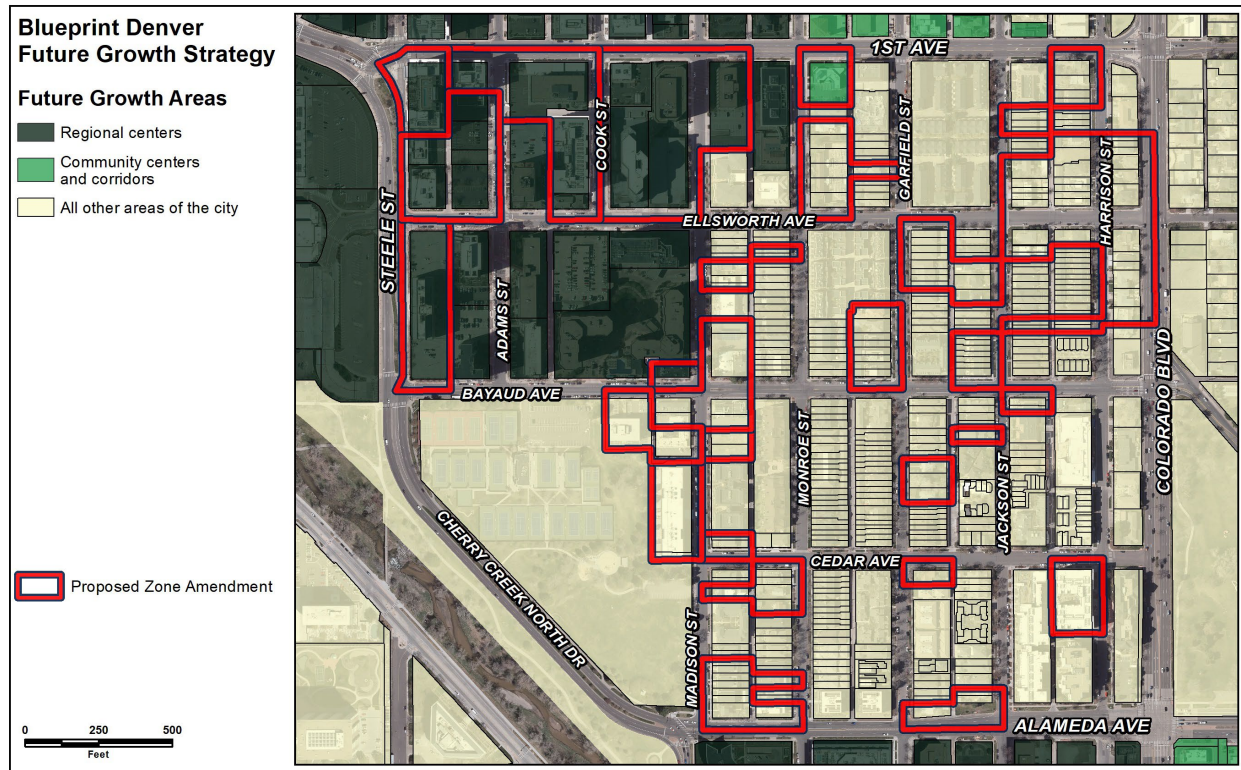 Blueprint Denver
Future Growth Strategy
Future Growth Areas
Regional centers
Community centers
and corridors
All other areas of the city
Proposed Zone Amendment
0 250 500
Feet
1ST AVE
COOK ST
GARFIELD ST
HARRISON ST
STEELE ST
ELLSWORTH AVE
ADAMS ST
BAYAUD AVE
COLORADO BLVD
MONROE ST
JACKSON ST
CHERRY CREEK NORTH DR
CEDAR AVE
MADISON ST
ALAMEDA AVE